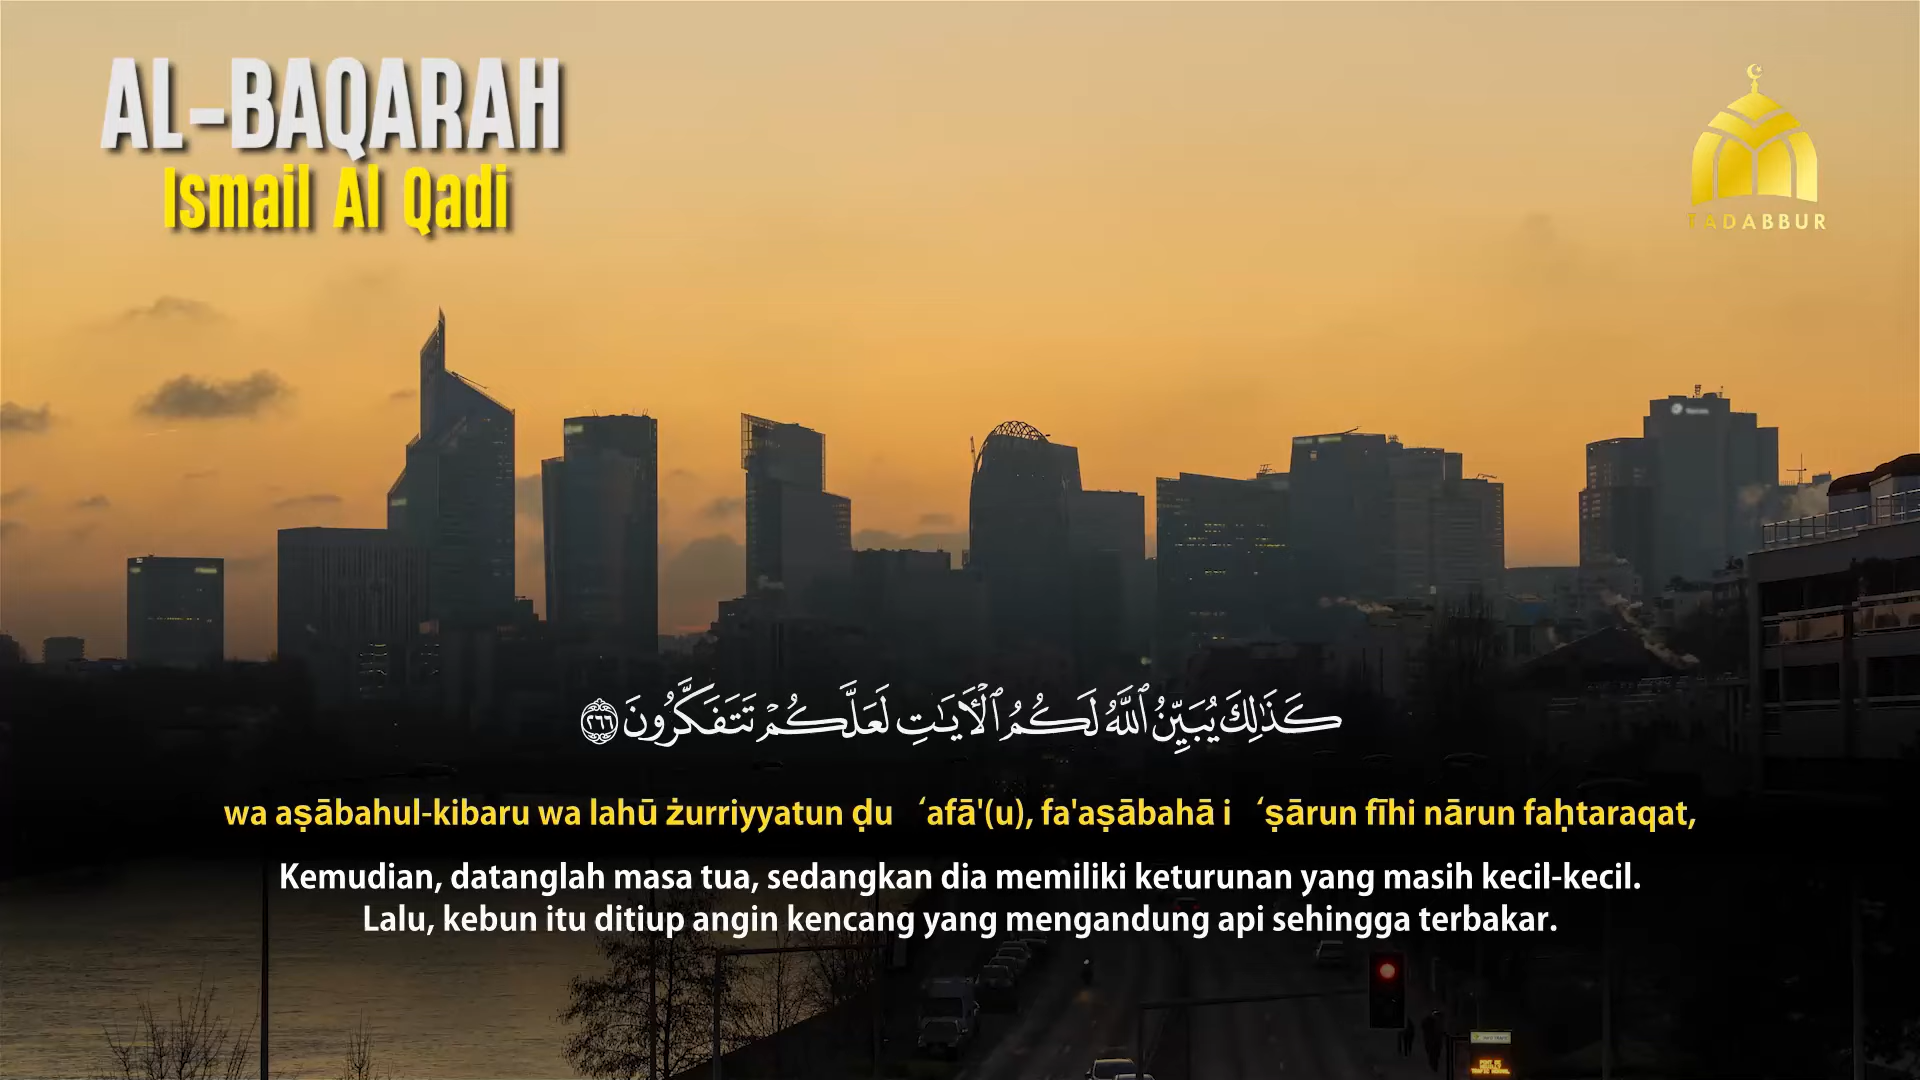 AL-BAQARAH
Ismail Al Qadi
TADABBUR
كَذَٰلِكَ يُبَيِّنُ ٱللَّهُ لَكُمُ ٱلْـَٔايَـٰتِ لَعَلَّكُمْ تَتَفَكَّرُونَ ٢٦٦
wa aṣābahul-kibaru wa lahū żurriyyatun ḍu‘afā'(u), fa'aṣābahā i‘ṣārun fīhi nārun faḥtaraqat,
Kemudian, datanglah masa tua, sedangkan dia memiliki keturunan yang masih kecil-kecil.
Lalu, kebun itu ditiup angin kencang yang mengandung api sehingga terbakar.